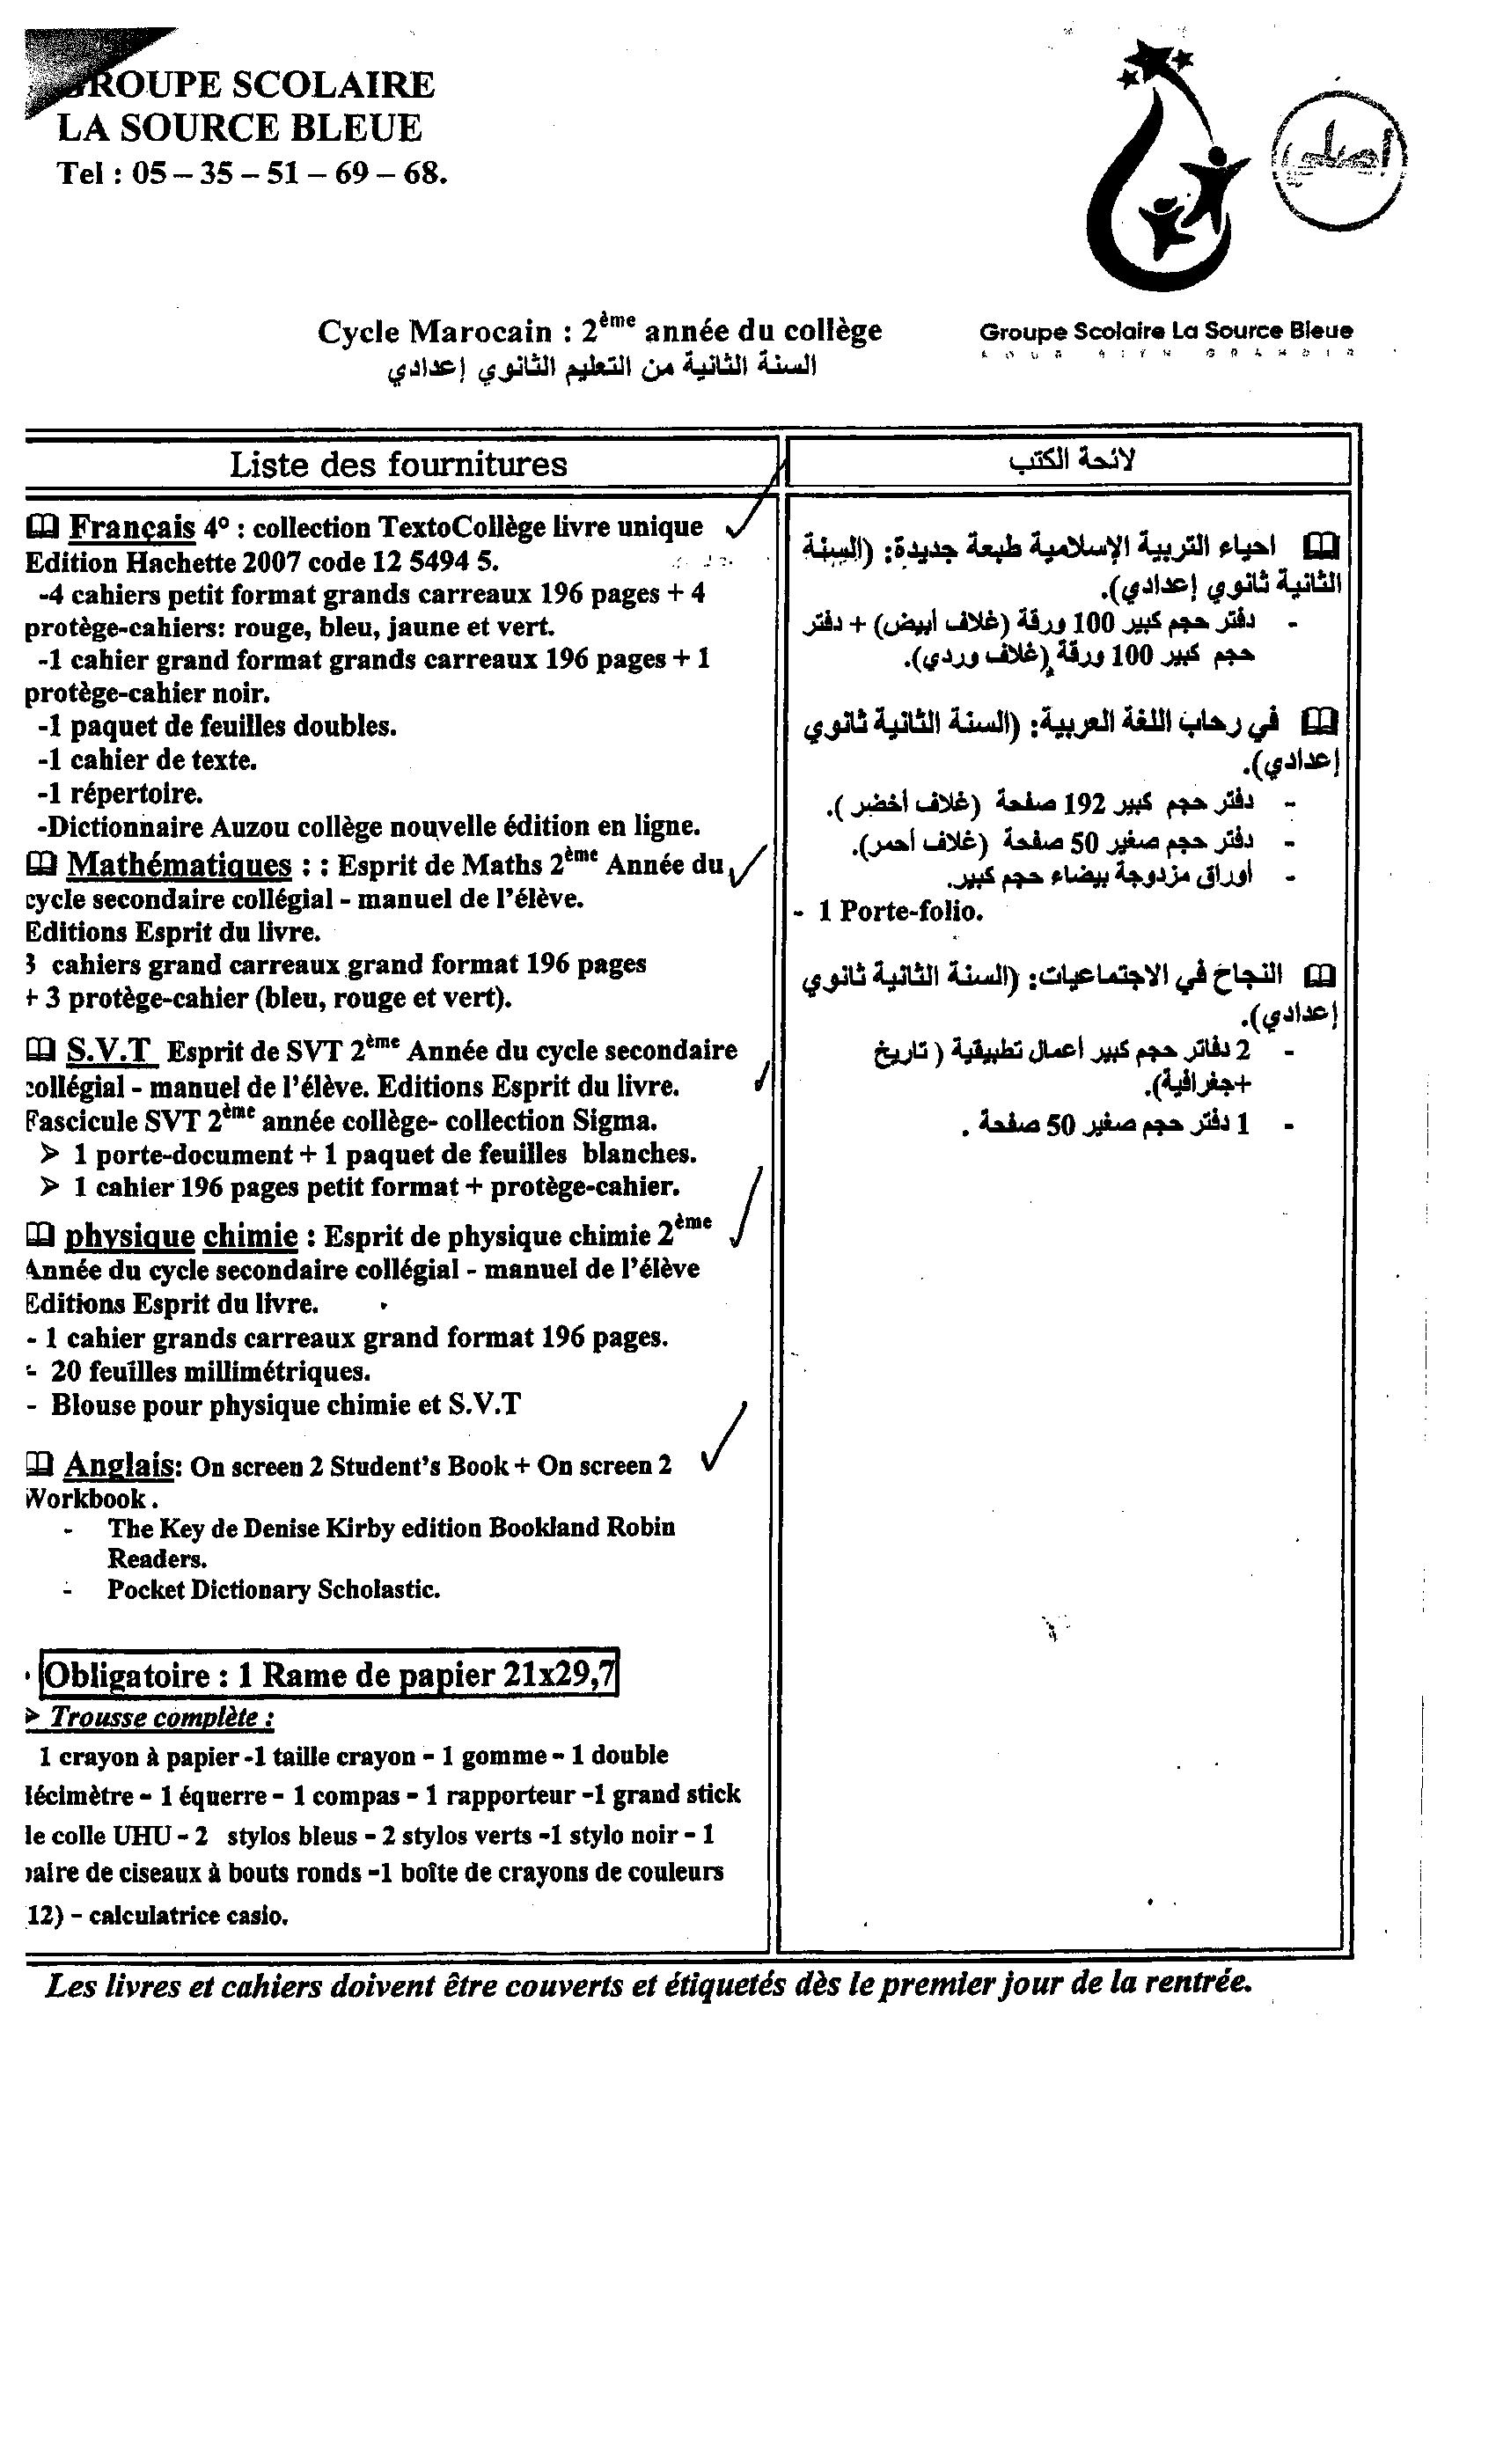 GROUPE SCOLAIRE
LA SOURCE BLEUE
Tel : 05 – 35 – 51 – 69 – 68.
أصلي
Cycle Marocain : 2ème année du collège
السنة الثانية من التعليم الثانوي إعدادي
Groupe Scolaire La Source Bleue
Liste des fournitures
Français 4° : collection TextoCollège livre unique
Edition Hachette 2007 code 12 5494 5.
-4 cahiers petit format grands carreaux 196 pages + 4
protège-cahiers: rouge, bleu, jaune et vert.
-1 cahier grand format grands carreaux 196 pages + 1
protège-cahier noir.
-1 paquet de feuilles doubles.
-1 cahier de texte.
-1 répertoire.
-Dictionnaire Auzou collège nouvelle édition en ligne.
Mathématiques : : Esprit de Maths 2ème Année du
cycle secondaire collégial - manuel de l'élève.
Editions Esprit du livre.
3 cahiers grand carreaux grand format 196 pages
+ 3 protège-cahier (bleu, rouge et vert).
S.V.T Esprit de SVT 2ème Année du cycle secondaire
collégial - manuel de l'élève. Editions Esprit du livre.
Fascicule SVT 2ème année collège- collection Sigma.
➢ 1 porte-document + 1 paquet de feuilles blanches.
➢ 1 cahier 196 pages petit format + protège-cahier.
physique chimie : Esprit de physique chimie 2ème
Année du cycle secondaire collégial - manuel de l'élève
Editions Esprit du livre.
- 1 cahier grands carreaux grand format 196 pages.
- 20 feuilles millimétriques.
- Blouse pour physique chimie et S.V.T
Anglais: On screen 2 Student's Book + On screen 2
Workbook .
- The Key de Denise Kirby edition Bookland Robin
Readers.
- Pocket Dictionary Scholastic.
Obligatoire : 1 Rame de papier 21x29,7
➢ Trousse complète :
1 crayon à papier -1 taille crayon – 1 gomme – 1 double
lécimètre – 1 équerre – 1 compas – 1 rapporteur -1 grand stick
le colle UHU – 2 stylos bleus – 2 stylos verts -1 stylo noir – 1
paire de ciseaux à bouts ronds -1 boîte de crayons de couleurs
12) – calculatrice casio.
لائحة الكتب
احياء التربية الإسلامية طبعة جديدة: (السنة
الثانية ثانوي إعدادي).
- دفتر حجم كبير 100 ورقة (غلاف أبيض) + دفتر
حجم كبير 100 ورقة (غلاف وردي).
في رحاب اللغة العربية: (السنة الثانية ثانوي
إعدادي).
- دفتر حجم كبير 192 صفحة (غلاف أخضر ).
- دفتر حجم صغير 50 صفحة (غلاف أحمر).
- أوراق مزدوجة بيضاء حجم كبير.
- 1 Porte-folio.
النجاح في الاجتماعيات: (السنة الثانية ثانوي
إعدادي).
- 2 دفاتر حجم كبير أعمال تطبيقية ( تاريخ
+جغرافية).
- 1 دفتر حجم صغير 50 صفحة .
Les livres et cahiers doivent être couverts et étiquetés dès le premier jour de la rentrée.